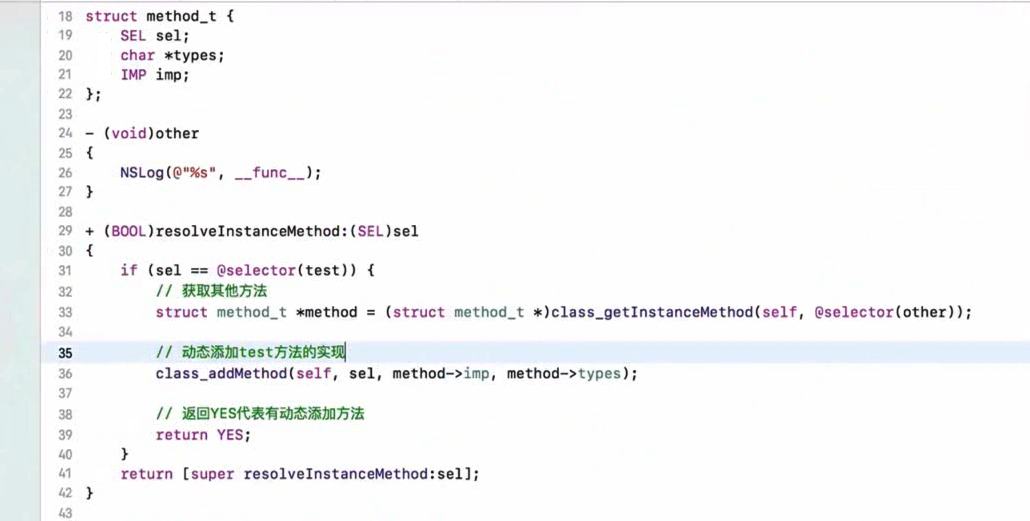 18 struct method_t {
19     SEL sel;
20     char *types;
21     IMP imp;
22 };
23
24 - (void)other
25 {
26     NSLog(@"%s", __func__);
27 }
28
29 + (BOOL)resolveInstanceMethod:(SEL)sel
30 {
31     if (sel == @selector(test)) {
32         // 获取其他方法
33         struct method_t *method = (struct method_t *)class_getInstanceMethod(self, @selector(other));
34
35         // 动态添加test方法的实现
36         class_addMethod(self, sel, method->imp, method->types);
37
38         // 返回YES代表有动态添加方法
39         return YES;
40     }
41     return [super resolveInstanceMethod:sel];
42 }
43